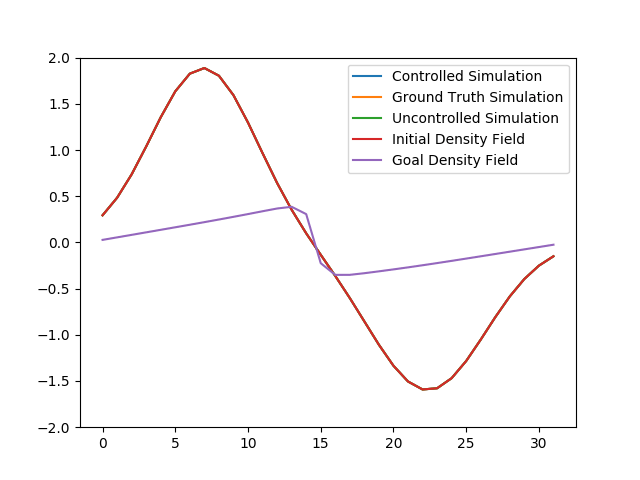 2.0
1.5
1.0
0.5
0.0
−0.5
−1.0
−1.5
−2.0
0 5 10 15 20 25 30
Controlled Simulation
Ground Truth Simulation
Uncontrolled Simulation
Initial Density Field
Goal Density Field